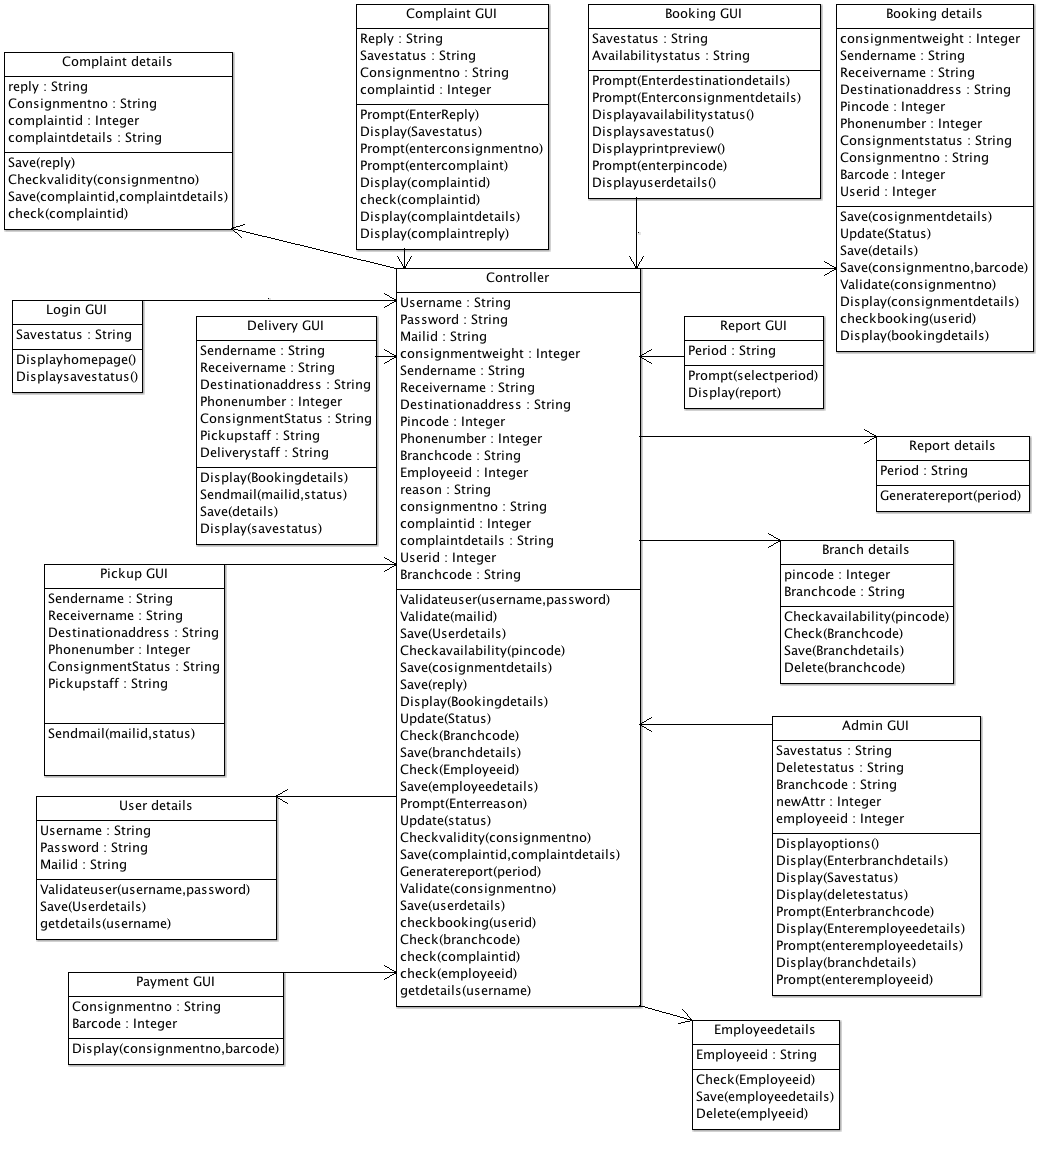 Complaint GUI
Reply : String
Savestatus : String
Consignmentno : String
complaintid : Integer
Prompt(EnterReply)
Display(Savestatus)
Prompt(enterconsignmentno)
Prompt(entercomplaint)
Display(complaintid)
check(complaintid)
Display(complaintdetails)
Display(complaintreply)
Booking GUI
Savestatus : String
Availabilitystatus : String
Prompt(Enterdestinationdetails)
Prompt(Enterconsignmentdetails)
Displayavailabilitystatus()
Displaysavestatus()
Displayprintpreview()
Prompt(enterpincode)
Displayuserdetails()
Booking details
consignmentweight : Integer
Sendername : String
Receivername : String
Destinationaddress : String
Pincode : Integer
Phonenumber : Integer
Consignmentstatus : String
Consignmentno : String
Barcode : Integer
Userid : Integer
Save(cosignmentdetails)
Update(Status)
Save(details)
Save(consignmentno,barcode)
Validate(consignmentno)
Display(consignmentdetails)
checkbooking(userid)
Display(bookingdetails)
Complaint details
reply : String
Consignmentno : String
complaintid : Integer
complaintdetails : String
Save(reply)
Checkvalidity(consignmentno)
Save(complaintid,complaintdetails)
check(complaintid)
Controller
Username : String
Password : String
Mailid : String
consignmentweight : Integer
Sendername : String
Receivername : String
Destinationaddress : String
Pincode : Integer
Phonenumber : Integer
Branchcode : String
Employeeid : Integer
reason : String
consignmentno : String
complaintid : Integer
complaintdetails : String
Userid : Integer
Branchcode : String
Validateuser(username,password)
Validate(mailid)
Save(Userdetails)
Checkavailability(pincode)
Save(cosignmentdetails)
Save(reply)
Display(Bookingdetails)
Update(Status)
Check(Branchcode)
Save(branchdetails)
Check(Employeeid)
Save(employeedetails)
Prompt(Enterreason)
Update(status)
Checkvalidity(consignmentno)
Save(complaintid,complaintdetails)
Generatereport(period)
Validate(consignmentno)
Save(userdetails)
checkbooking(userid)
Check(branchcode)
check(complaintid)
check(employeeid)
getdetails(username)
Login GUI
Savestatus : String
Displayhomepage()
Displaysavestatus()
Delivery GUI
Sendername : String
Receivername : String
Destinationaddress : String
Phonenumber : Integer
ConsignmentStatus : String
Pickupstaff : String
Deliverystaff : String
Display(Bookingdetails)
Sendmail(mailid,status)
Save(details)
Display(savestatus)
Report GUI
Period : String
Prompt(selectperiod)
Display(report)
Report details
Period : String
Generatereport(period)
Branch details
pincode : Integer
Branchcode : String
Checkavailability(pincode)
Check(Branchcode)
Save(Branchdetails)
Delete(branchcode)
Pickup GUI
Sendername : String
Receivername : String
Destinationaddress : String
Phonenumber : Integer
ConsignmentStatus : String
Pickupstaff : String
Sendmail(mailid,status)
Admin GUI
Savestatus : String
Deletestatus : String
Branchcode : String
newAttr : Integer
employeeid : Integer
Displayoptions()
Display(Enterbranchdetails)
Display(Savestatus)
Display(deletestatus)
Prompt(Enterbranchcode)
Display(Enteremployeedetails)
Prompt(enteremployeedetails)
Display(branchdetails)
Prompt(enteremployeeid)
User details
Username : String
Password : String
Mailid : String
Validateuser(username,password)
Save(Userdetails)
getdetails(username)
Payment GUI
Consignmentno : String
Barcode : Integer
Display(consignmentno,barcode)
Employeedetails
Employeeid : String
Check(Employeeid)
Save(employeedetails)
Delete(emplyeeid)